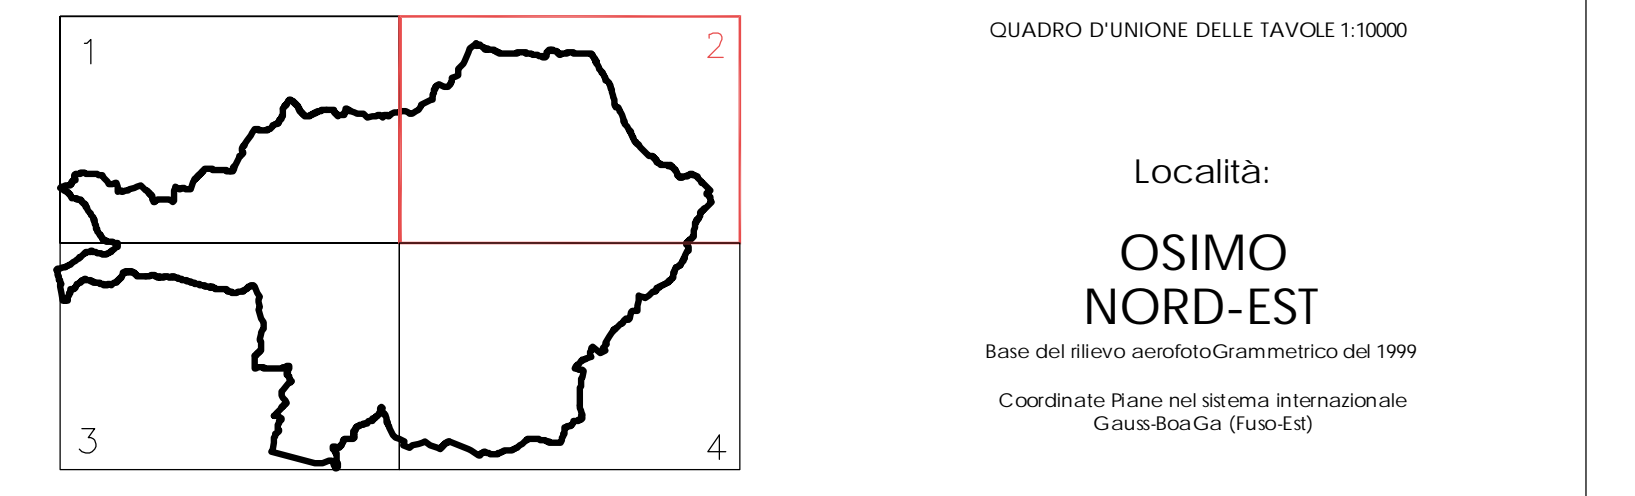 1
2
3
4
QUADRO D'UNIONE DELLE TAVOLE 1:10000
Località:
OSIMO
NORD-EST
Base del rilievo aerofotoGrammetrico del 1999
Coordinate Piane nel sistema internazionale
Gauss-BoaGa (Fuso-Est)